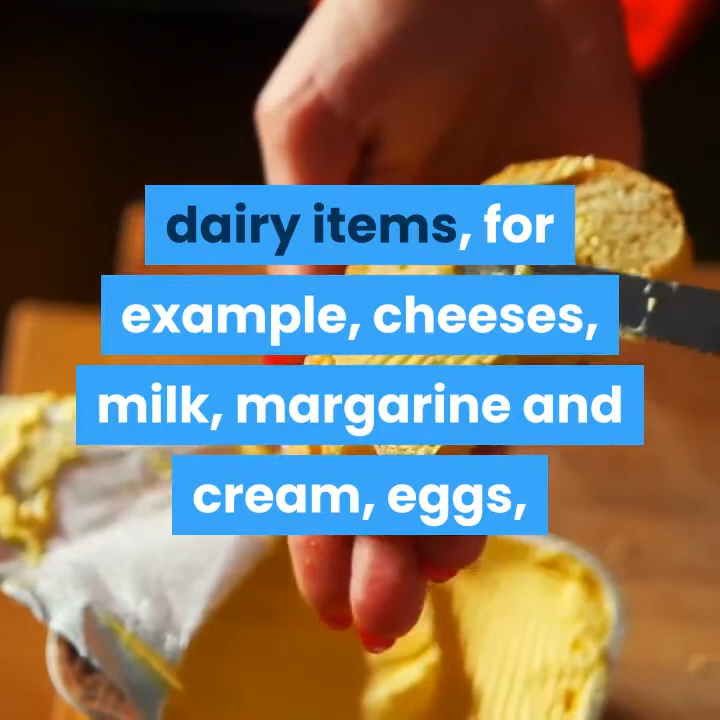 dairy items, for
example, cheeses,
milk, margarine and
cream, eggs,